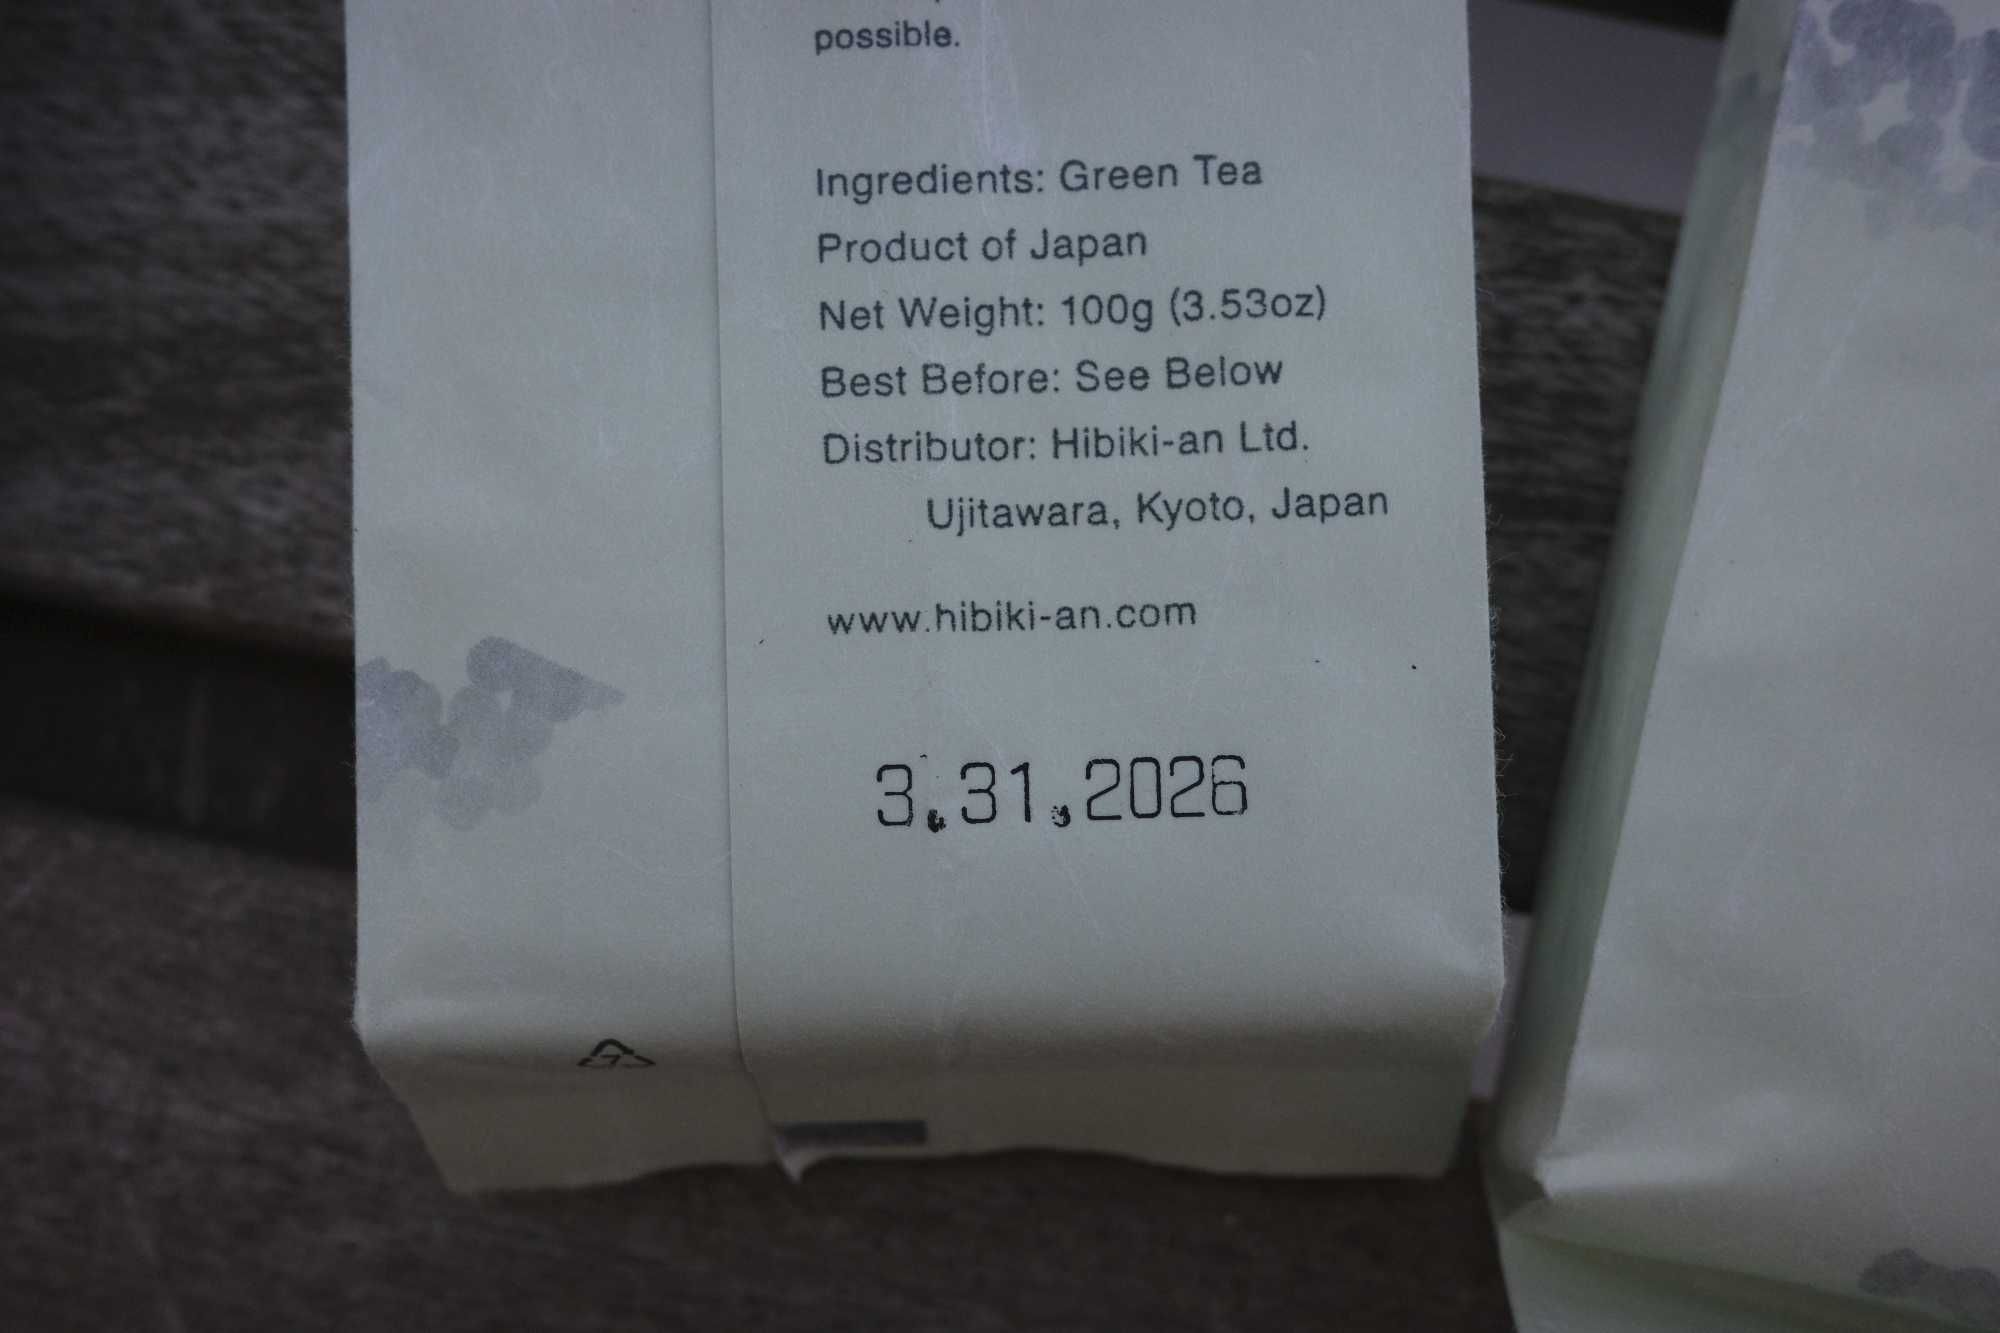 possible.
Ingredients: Green Tea
Product of Japan
Net Weight: 100g (3.53oz)
Best Before: See Below
Distributor: Hibiki-an Ltd.
Ujitawara, Kyoto, Japan
www.hibiki-an.com
3.31.2026